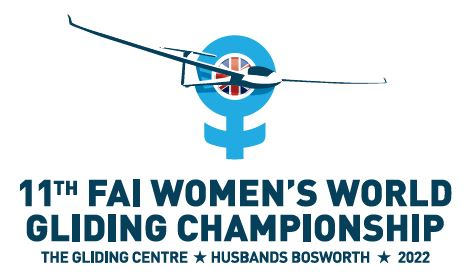 11TH FAI WOMEN'S WORLD
GLIDING CHAMPIONSHIP
THE GLIDING CENTRE ★ HUSBANDS BOSWORTH ★ 2022